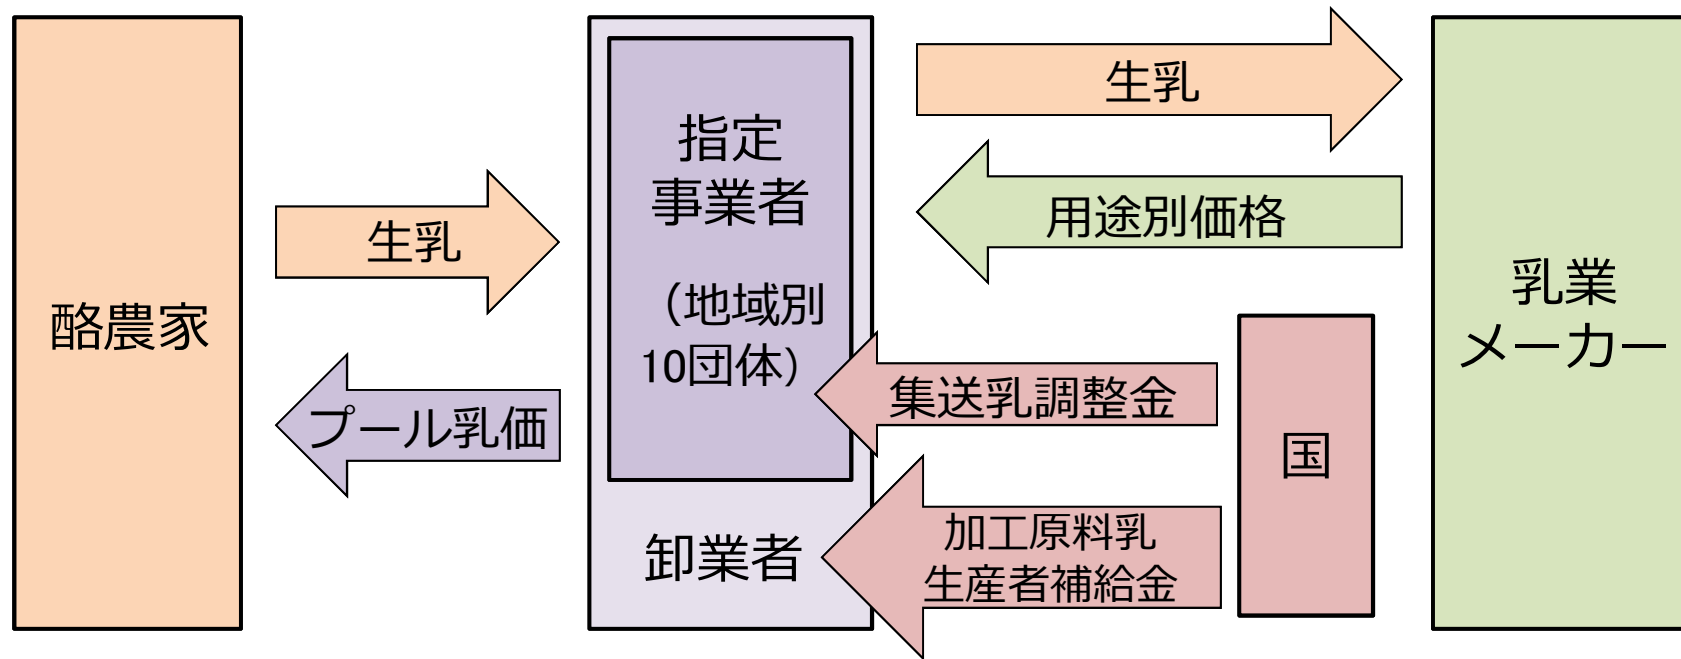 酪農家
生乳
プール乳価
指定
事業者
（地域別
10団体）
卸業者
生乳
用途別価格
集送乳調整金
加工原料乳
生産者補給金
国
乳業
メーカー